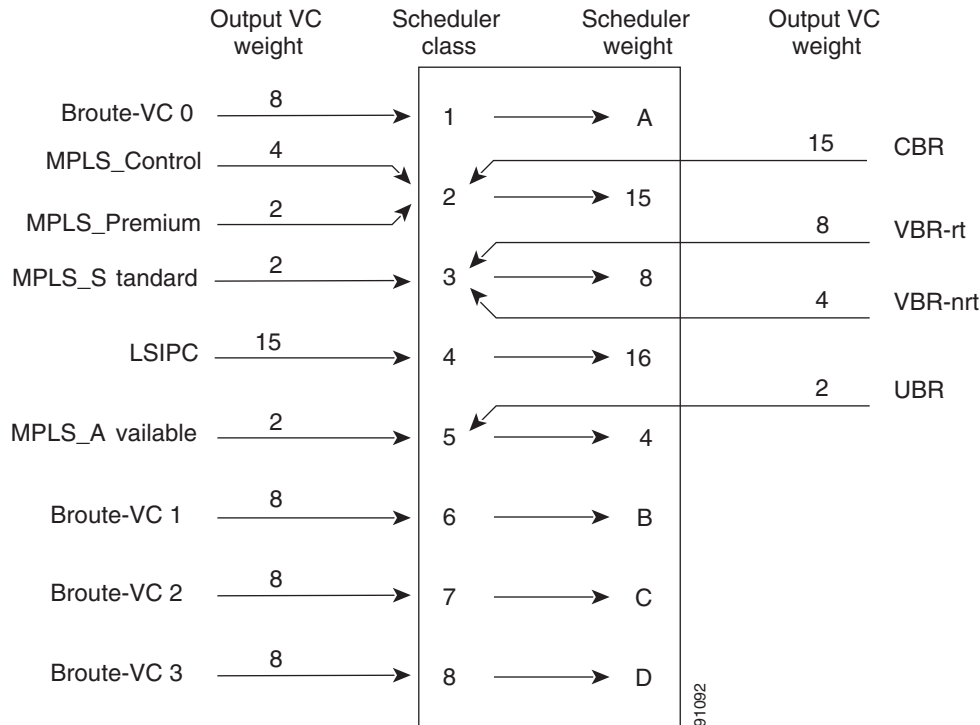 Output VC weight
Scheduler class
Scheduler weight
Output VC weight
Broute-VC 0 8 1 A
15 CBR
MPLS_Control 4
2 15
MPLS_Premium 2
8 VBR-rt
MPLS_S tandard 2 3 8
4 VBR-nrt
LSIPC 15 4 16
2 UBR
MPLS_A vailable 2 5 4
Broute-VC 1 8 6 B
Broute-VC 2 8 7 C
Broute-VC 3 8 8 D
91092